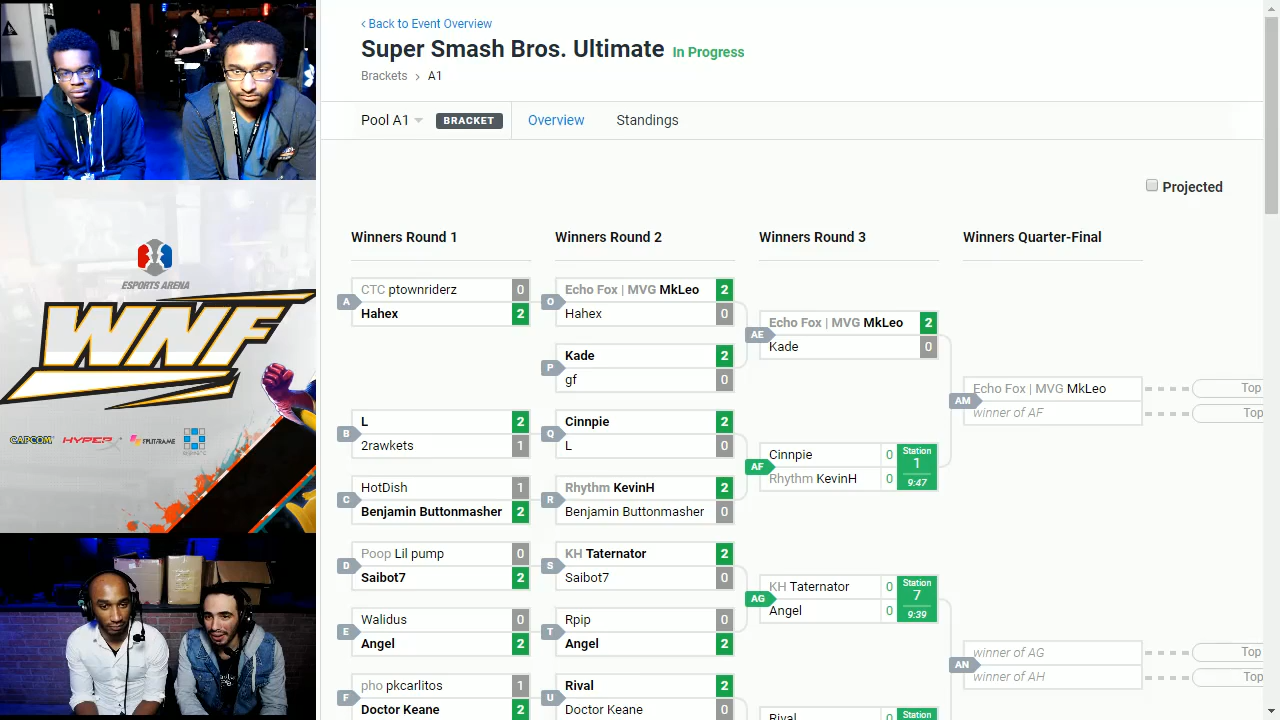 ‹ Back to Event Overview
Super Smash Bros. Ultimate In Progress
Brackets › A1
Pool A1 BRACKET Overview Standings
Projected
Winners Round 1
Winners Round 2
Winners Round 3
Winners Quarter-Final
A
CTC ptownriderz 0
Hahex 2
B
L 2
2rawkets 1
C
HotDish 1
Benjamin Buttonmasher 2
D
Poop Lil pump 0
Saibot7 2
E
Walidus 0
Angel 2
F
pho pkcarlitos 1
Doctor Keane 2
O
Echo Fox | MVG MkLeo 2
Hahex 0
P
Kade 2
gf 0
Q
Cinnpie 2
L 0
R
Rhythm KevinH 2
Benjamin Buttonmasher 0
S
KH Taternator 2
Saibot7 0
T
Rpip 0
Angel 2
U
Rival 2
Doctor Keane 0
AE
Echo Fox | MVG MkLeo 2
Kade 0
AF
Cinnpie 0
Rhythm KevinH 0
Station
1
9:47
AG
KH Taternator 0
Angel 0
Station
7
9:39
Rival 0
Station
AM
Echo Fox | MVG MkLeo
winner of AF
Top
Top
AN
winner of AG
winner of AH
Top
Top
ESPORTS ARENA
WNF
CAPCOM
HYPER
SPLITFRAME